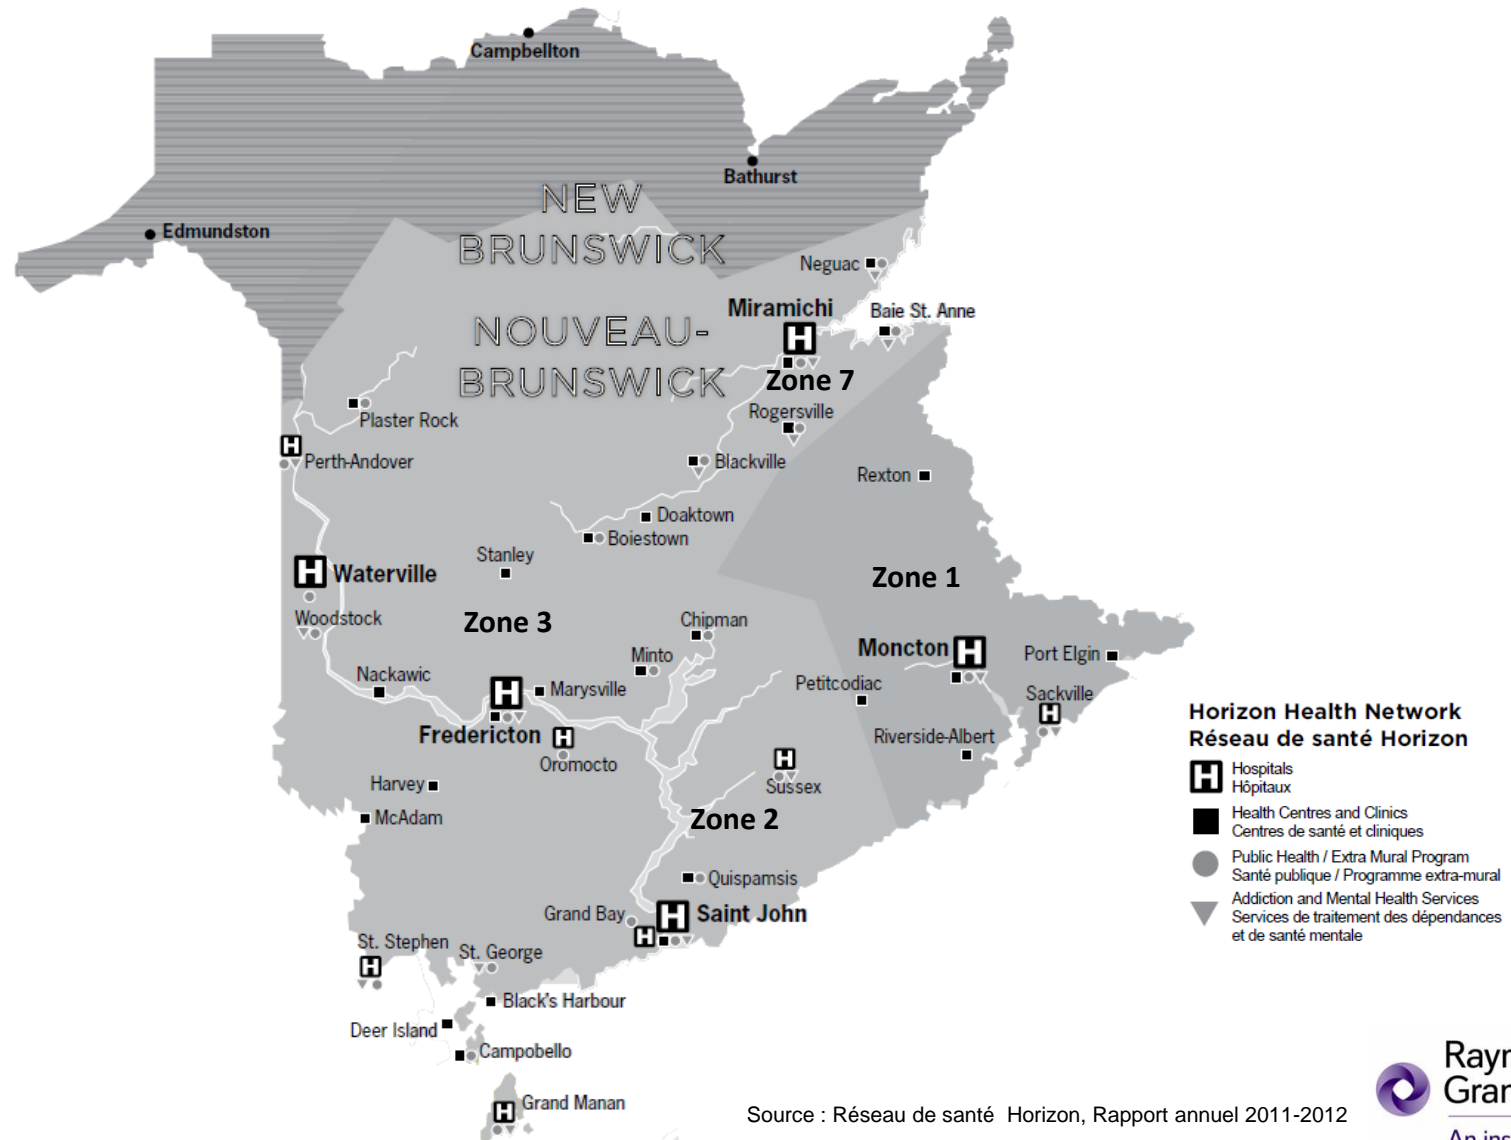 Campbellton
Bathurst
NEW
BRUNSWICK
Edmundston
Neguac
Miramichi
Baie St. Anne
H
NOUVEAU-
BRUNSWICK
Zone 7
Rogersville
Plaster Rock
H
Perth-Andover
Blackville
Rexton
Doaktown
Boiestown
Stanley
H Waterville
Zone 1
Woodstock
Zone 3
Chipman
Minto
Moncton H
Port Elgin
Nackawic
H
Marysville
Petitcodiac
Sackville
H
Fredericton
H
Oromocto
Riverside-Albert
H
Sussex
Harvey
McAdam
Zone 2
Quispamsis
Grand Bay
H Saint John
H
St. Stephen
H
St. George
Black's Harbour
Deer Island
Campobello
H
Grand Manan
Horizon Health Network
Réseau de santé Horizon
H
Hospitals
Hôpitaux
Health Centres and Clinics
Centres de santé et cliniques
Public Health / Extra Mural Program
Santé publique / Programme extra-mural
Addiction and Mental Health Services
Services de traitement des dépendances
et de santé mentale
Source : Réseau de santé Horizon, Rapport annuel 2011-2012